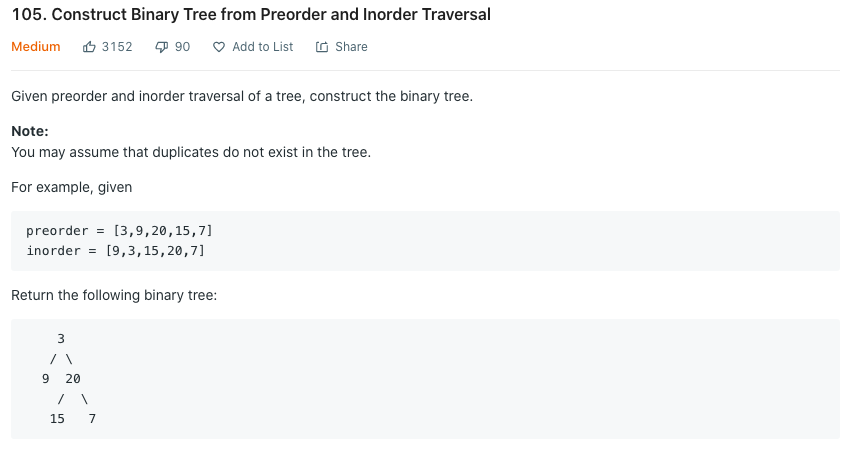 105. Construct Binary Tree from Preorder and Inorder Traversal
Medium 3152 90 Add to List Share
Given preorder and inorder traversal of a tree, construct the binary tree.
Note:
You may assume that duplicates do not exist in the tree.
For example, given
preorder = [3,9,20,15,7]
inorder = [9,3,15,20,7]
Return the following binary tree:
    3
   / \
  9  20
    /  \
   15   7